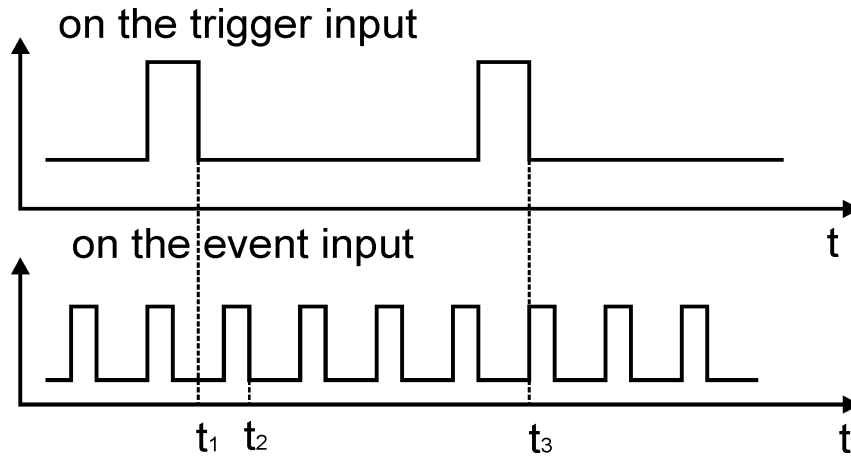 on the trigger input
t
on the event input
t₁ t₂ t₃ t